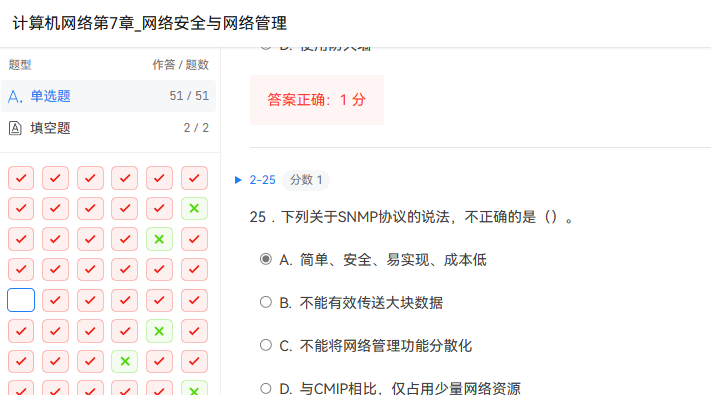 计算机网络第7章_网络安全与网络管理
题型 作答 / 题数
单选题 51 / 51
填空题 2 / 2
D. 使用防火墙
答案正确：1 分
2-25 分数 1
25．下列关于SNMP协议的说法，不正确的是（）。
A. 简单、安全、易实现、成本低
B. 不能有效传送大块数据
C. 不能将网络管理功能分散化
D. 与CMIP相比，仅占用少量网络资源